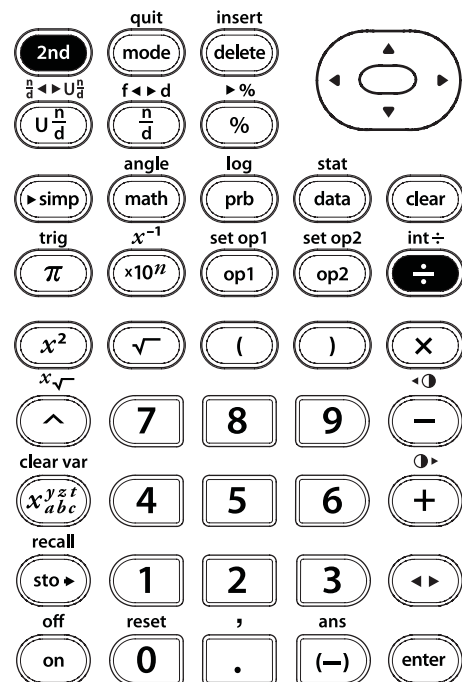 quit insert
2nd mode delete
n/d ◂ ▸ U n/d f ◂ ▸ d ▸ %
U n/d n/d %
angle log stat
▸ simp math prb data clear
trig x⁻¹ set op1 set op2 int ÷
π ×10ⁿ op1 op2 ÷
x² √ ( ) ×
ˣ√ ◂◑
^ 7 8 9 −
clear var ◑▸
x y z t a b c 4 5 6 +
recall
sto ▸ 1 2 3 ◂ ▸
off reset , ans
on 0 . (−) enter